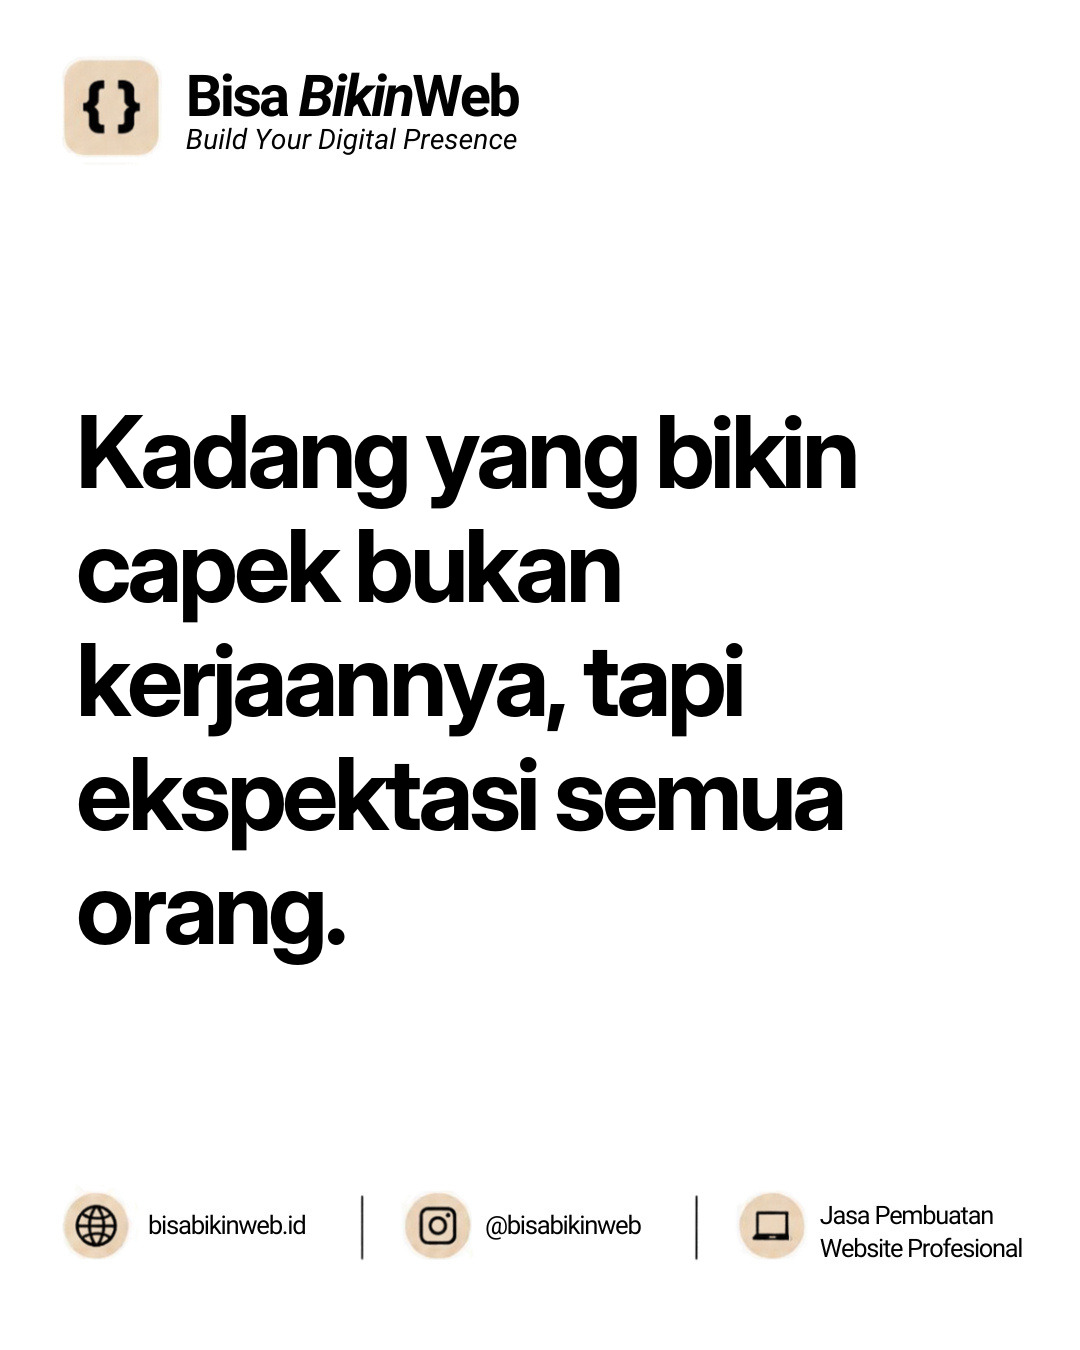 { }
Bisa BikinWeb
Build Your Digital Presence
Kadang yang bikin
capek bukan
kerjaannya, tapi
ekspektasi semua
orang.
bisabikinweb.id
@bisabikinweb
Jasa Pembuatan
Website Profesional